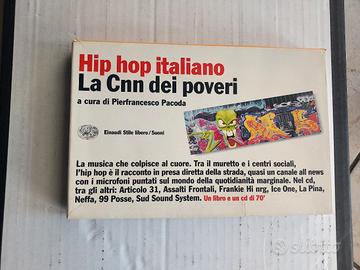 Hip hop italiano
La Cnn dei poveri
a cura di Pierfrancesco Pacoda
Einaudi Stile libero/Suoni
La musica che colpisce al cuore. Tra il muretto e i centri sociali,
l'hip hop è il racconto in presa diretta della strada, quasi un canale all news
con i microfoni puntati sul mondo della quotidianità marginale. Nel cd,
tra gli altri: Articolo 31, Assalti Frontali, Frankie Hi nrg, Ice One, La Pina,
Neffa, 99 Posse, Sud Sound System. Un libro e un cd di 70'
subito